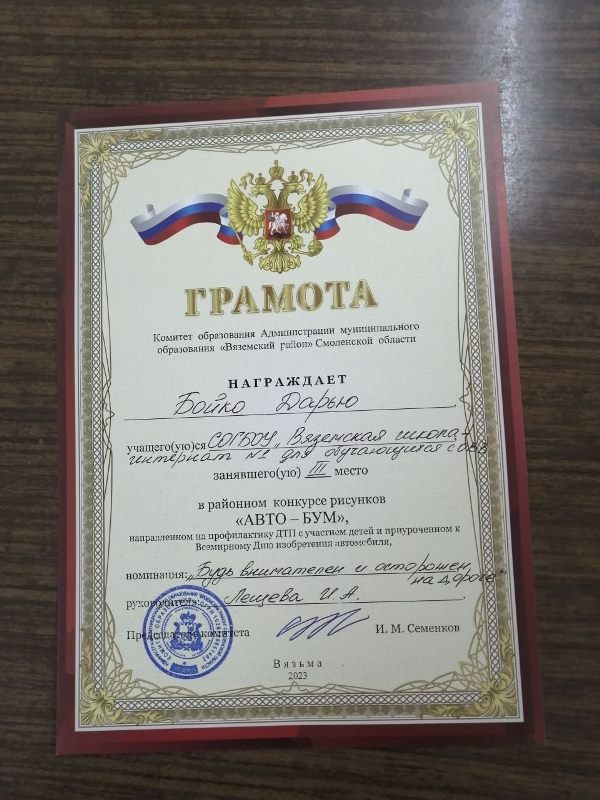 ГРАМОТА
Комитет образования Администрации муниципального
образования «Вяземский район» Смоленской области
НАГРАЖДАЕТ
Бойко Дарью
учащего(ую)ся СОГБОУ „Вяземская школа-
интернат №1 для обучающихся с ОВЗ
занявшего(ую) III место
в районном конкурсе рисунков
«АВТО – БУМ»,
направленном на профилактику ДТП с участием детей и приуроченном к
Всемирному Дню изобретения автомобиля,
номинация: „Будь внимателен и осторожен
на дороге"
руководитель: Лещева И. А.
Председатель комитета И. М. Семенков
Вязьма
2023